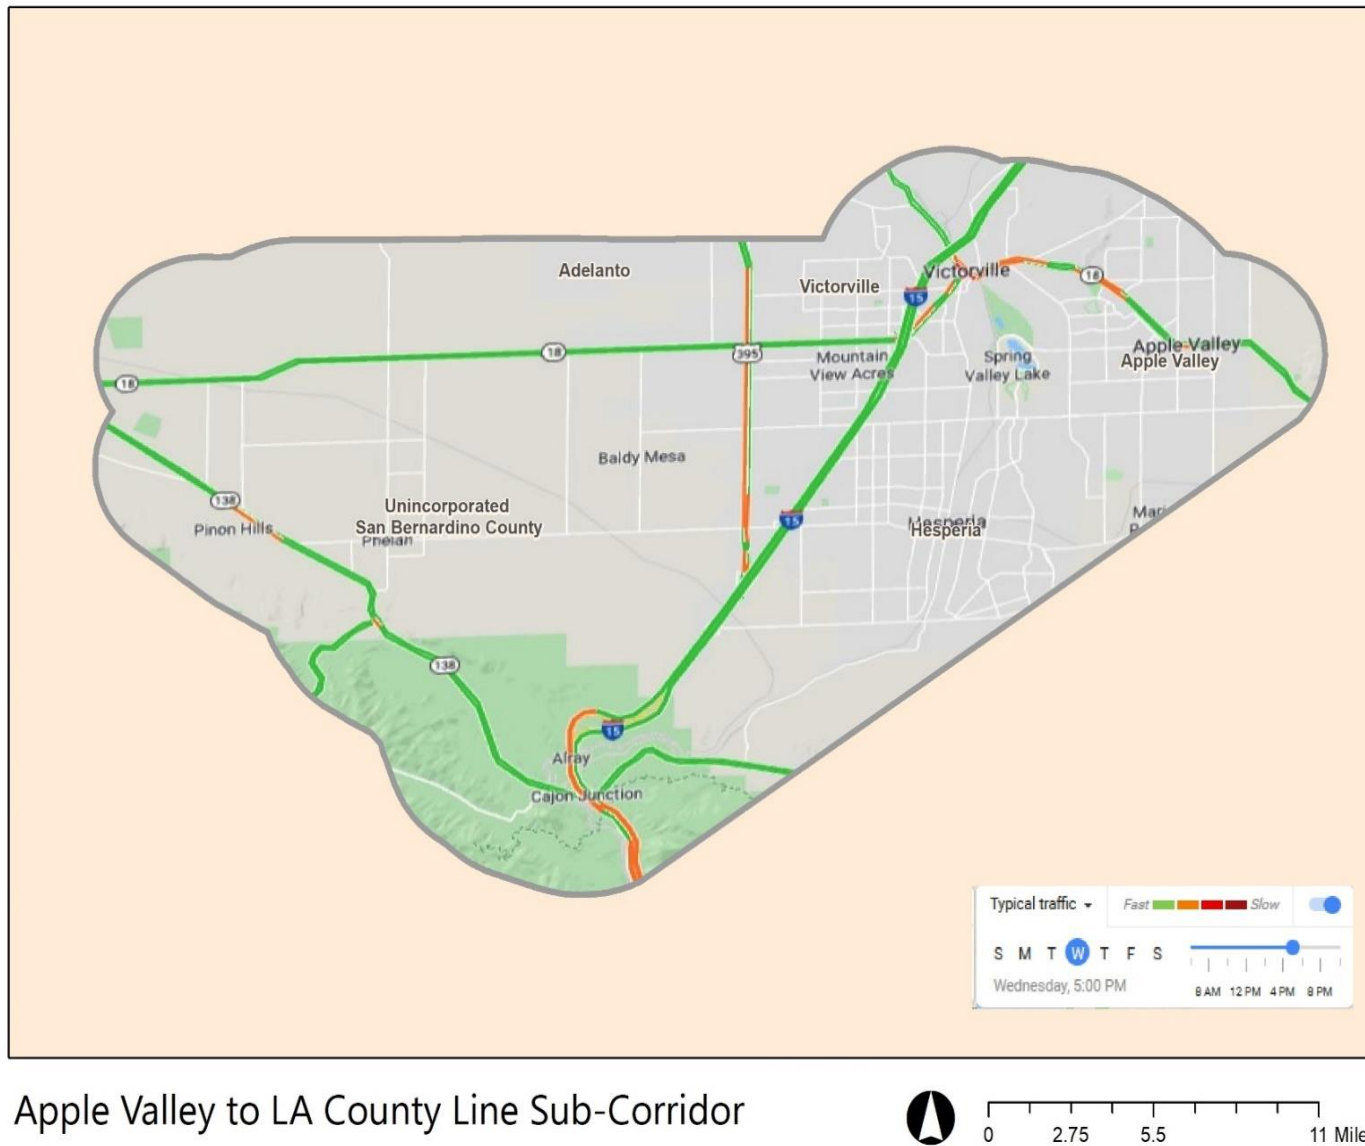 Adelanto
Victorville
Victorville
18
15
18
395
Mountain
View Acres
Spring
Valley Lake
Apple Valley
Apple Valley
18
Baldy Mesa
138
Unincorporated
San Bernardino County
Pinon Hills
Phelan
15
Hesperia
Hesperia
138
15
Alray
Cajon Junction
Typical traffic
Fast
Slow
S M T W T F S
Wednesday, 5:00 PM
8 AM 12 PM 4 PM 8 PM
Apple Valley to LA County Line Sub-Corridor
0 2.75 5.5 11 Mile